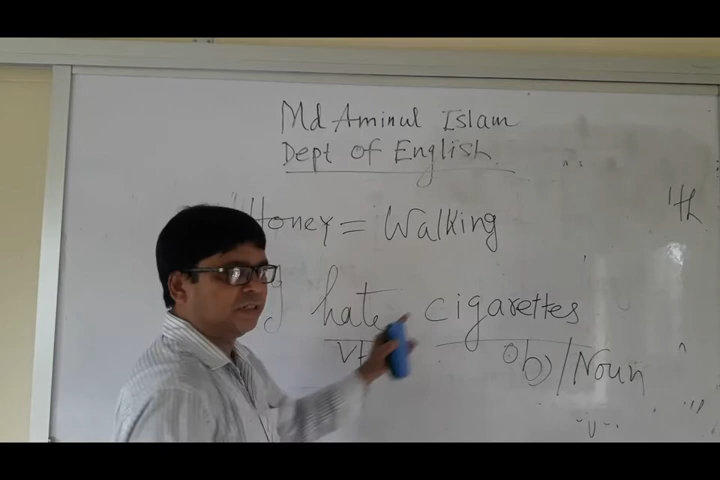 Md Aminul Islam
Dept of English
Honey = Walking
hate cigarettes
Vt Obj/Noun